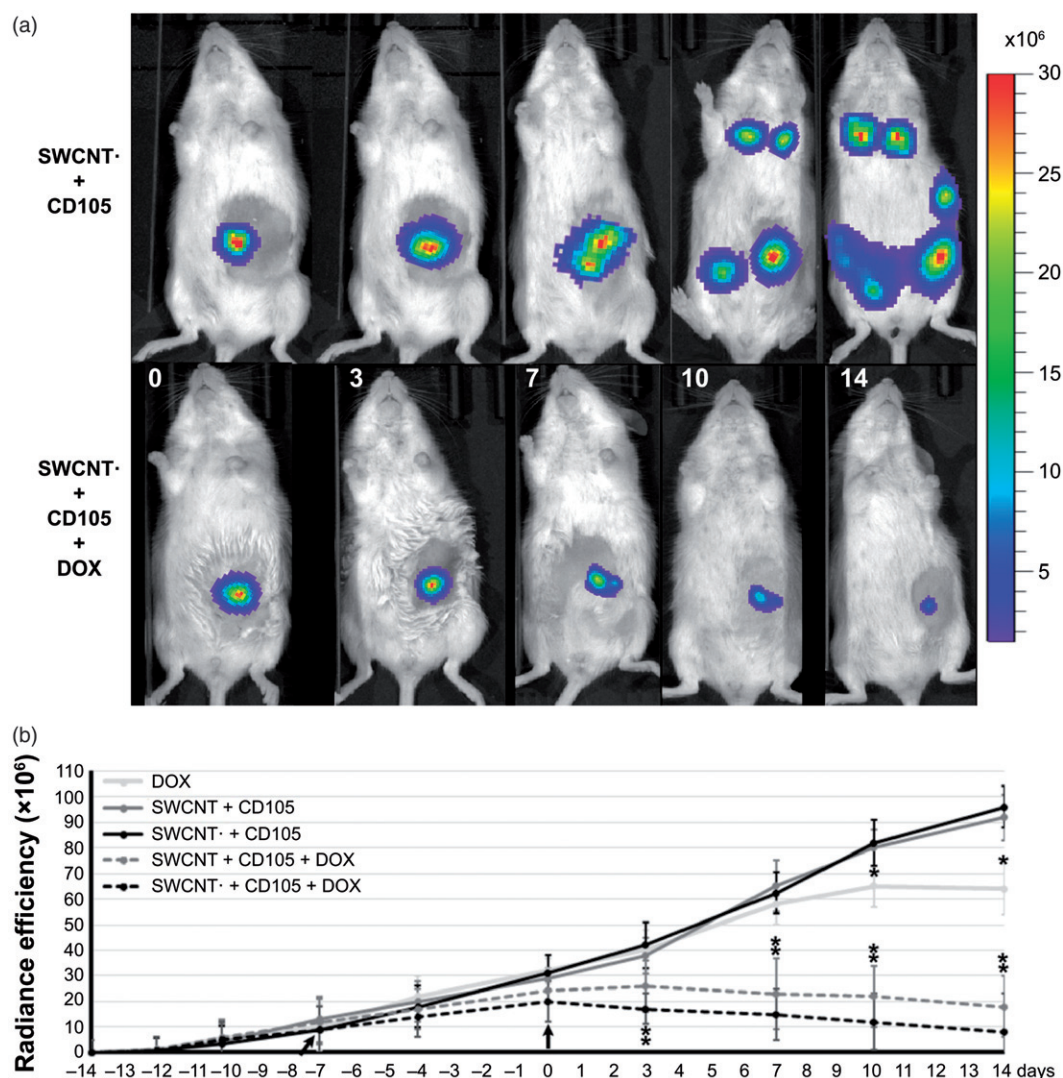 (a)
x10⁶
SWCNT·
+
CD105
30
25
20
15
10
5
0 3 7 10 14
SWCNT·
+
CD105
+
DOX
(b)
Radiance efficiency (×10⁶)
110
100
90
80
70
60
50
40
30
20
10
0
DOX
SWCNT + CD105
SWCNT· + CD105
SWCNT + CD105 + DOX
SWCNT· + CD105 + DOX
*
*
**
**
**
**
–14 –13 –12 –11 –10 –9 –8 –7 –6 –5 –4 –3 –2 –1 0 1 2 3 4 5 6 7 8 9 10 11 12 13 14 days